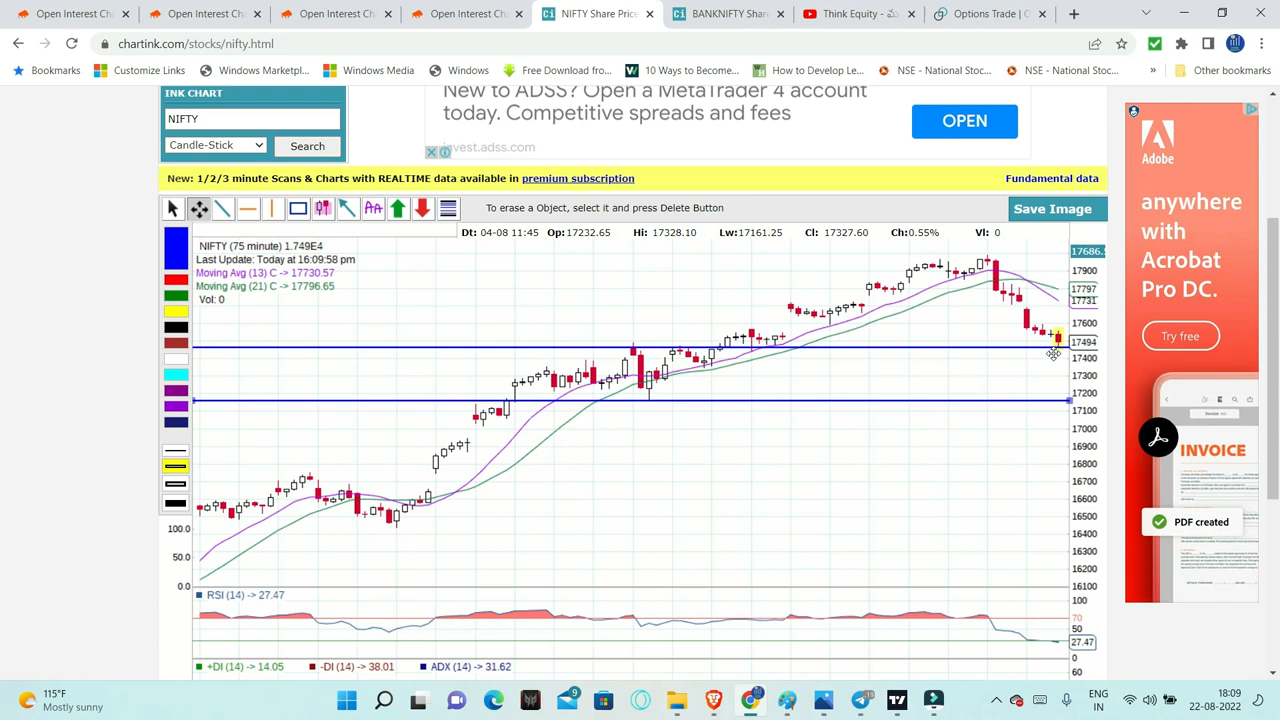 Open Interest Cha
Open Interest Ch
Open Interest Ch
Open Interest Ch
NIFTY Share Price
BANKNIFTY Share
Think Equity -
Options Trade | O
chartink.com/stocks/nifty.html
Bookmarks
Customize Links
Windows Marketpl...
Windows Media
Windows
Free Download fro...
10 Ways to Become...
How to Develop Le...
NSE - National Stoc...
NSE - National Stoc...
»
Other bookmarks
INK CHART
NIFTY
Candle-Stick
Search
New to ADSS? Open a MetaTrader 4 account
today. Competitive spreads and fees
invest.adss.com
OPEN
New: 1/2/3 minute Scans & Charts with REALTIME data available in premium subscription
Fundamental data
To erase a Object, select it and press Delete Button
Save Image
Dt: 04-08 11:45 Op:17232.65 Hi: 17328.10 Lw:17161.25 Cl: 17327.60 Ch:0.55% Vl: 0
NIFTY (75 minute) 1.749E4
Last Update: Today at 16:09:58 pm
Moving Avg (13) C -> 17730.57
Moving Avg (21) C -> 17796.65
Vol: 0
17686.
17900
17797
17731
17600
17494
17400
17300
17200
17000
16900
16800
16700
16600
16500
16400
16300
16200
16100
100.0
50.0
0.0
RSI (14) -> 27.47
100
70
50
27.47
0
+DI (14) -> 14.05
-DI (14) -> 38.01
ADX (14) -> 31.62
60
Adobe
anywhere
with
Acrobat
Pro DC.
Try free
INVOICE
PDF created
115°F
Mostly sunny
9
15
ENG
IN
18:09
22-08-2022